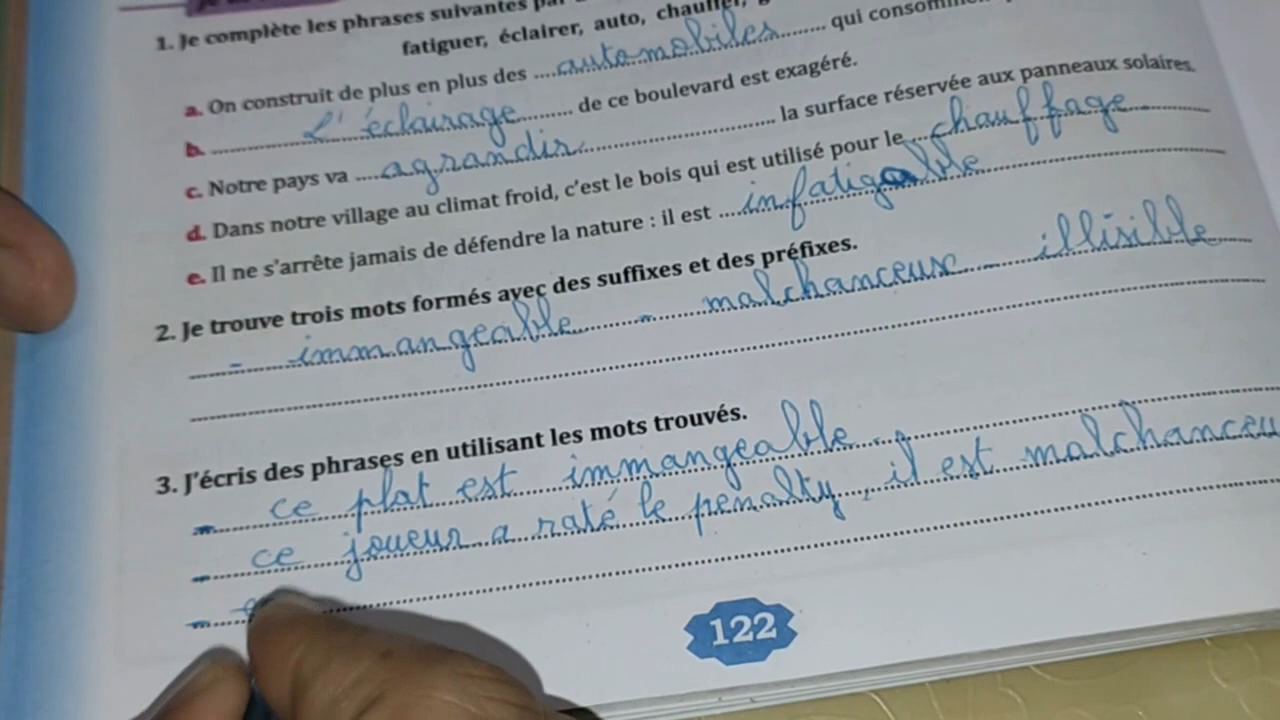 1. Je complète les phrases suivantes
fatiguer, éclairer, auto, chauffer,
a. On construit de plus en plus des ....automobiles........ qui
b. ............L'éclairage......... de ce boulevard est exagéré.
c. Notre pays va ....agrandir........................... la surface réservée aux panneaux solaires.
d. Dans notre village au climat froid, c'est le bois qui est utilisé pour le....chauffage............
e. Il ne s'arrête jamais de défendre la nature : il est ....infatigable............
2. Je trouve trois mots formés avec des suffixes et des préfixes.
- immangeable - malchanceux - illisible
3. J'écris des phrases en utilisant les mots trouvés.
- ce plat est immangeable.
- ce joueur a raté le penalty, il est malchanceu
-
122